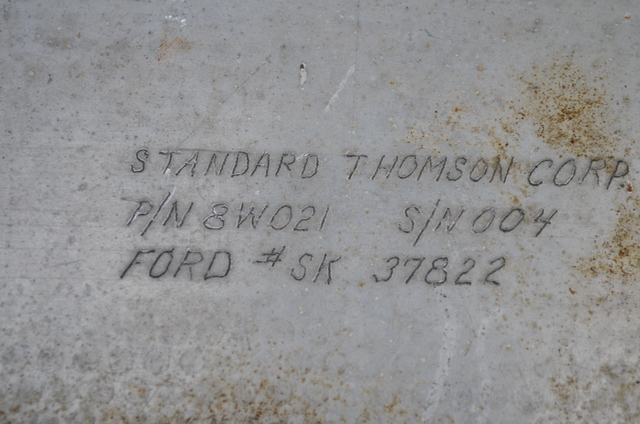 STANDARD THOMSON CORP.
P/N 8W021 S/N 004
FORD # SK 37822